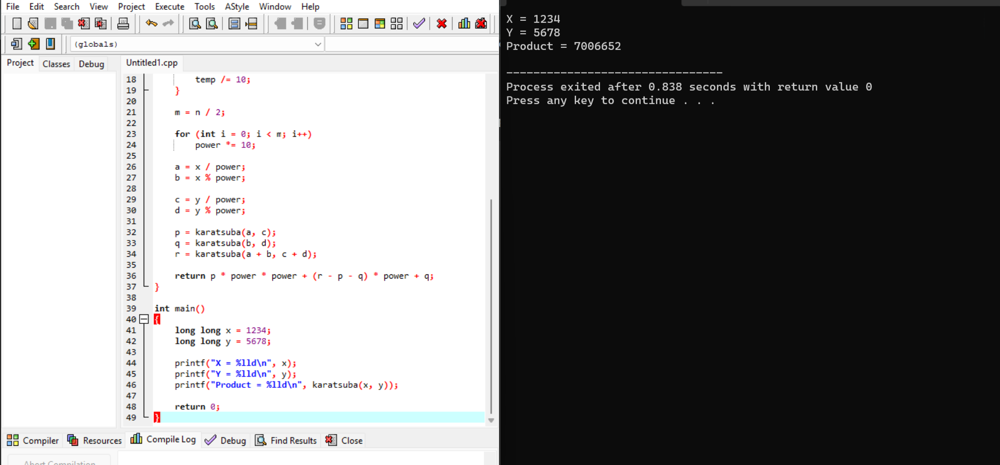 File Edit Search View Project Execute Tools AStyle Window Help
(globals)
Project Classes Debug
Untitled1.cpp
18 temp /= 10;
19 }
20
21 m = n / 2;
22
23 for (int i = 0; i < m; i++)
24 power *= 10;
25
26 a = x / power;
27 b = x % power;
28
29 c = y / power;
30 d = y % power;
31
32 p = karatsuba(a, c);
33 q = karatsuba(b, d);
34 r = karatsuba(a + b, c + d);
35
36 return p * power * power + (r - p - q) * power + q;
37 }
38
39 int main()
40 {
41 long long x = 1234;
42 long long y = 5678;
43
44 printf("X = %lld\n", x);
45 printf("Y = %lld\n", y);
46 printf("Product = %lld\n", karatsuba(x, y));
47
48 return 0;
49 }
Compiler Resources Compile Log Debug Find Results Close
Abort Compilation
X = 1234
Y = 5678
Product = 7006652
--------------------------------
Process exited after 0.838 seconds with return value 0
Press any key to continue . . .